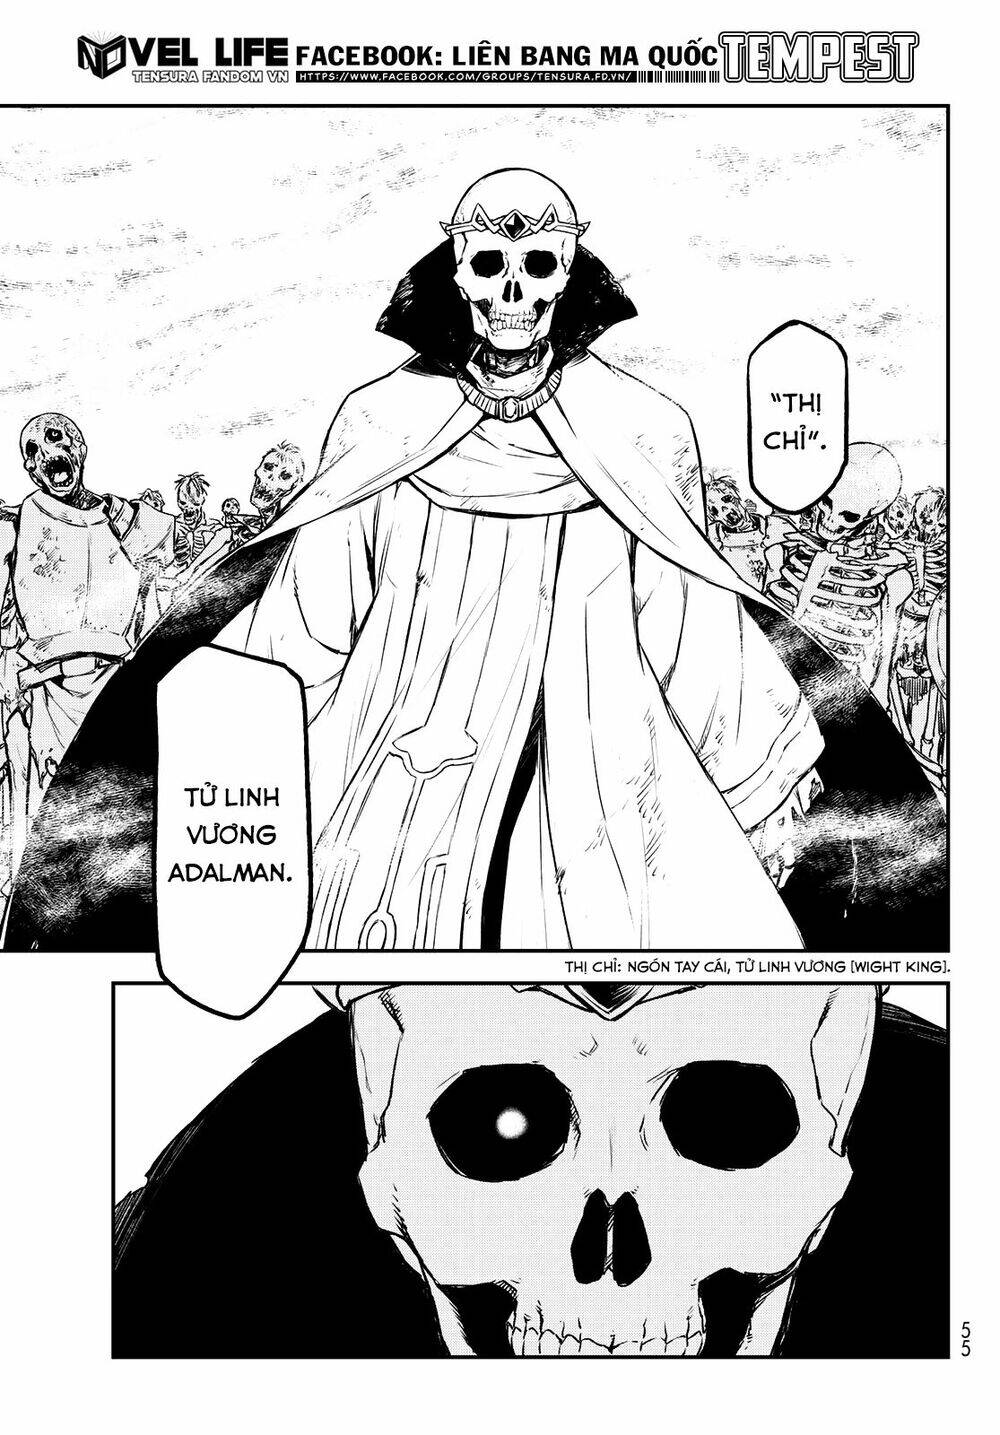 NOVEL LIFE
TENSURA FANDOM VN
FACEBOOK: LIÊN BANG MA QUỐC
HTTPS://WWW.FACEBOOK.COM/GROUPS/TENSURA.FD.VN/
TEMPEST
“THỊ
CHỈ”.
TỬ LINH
VƯƠNG
ADALMAN.
THỊ CHỈ: NGÓN TAY CÁI, TỬ LINH VƯƠNG [WIGHT KING].
55